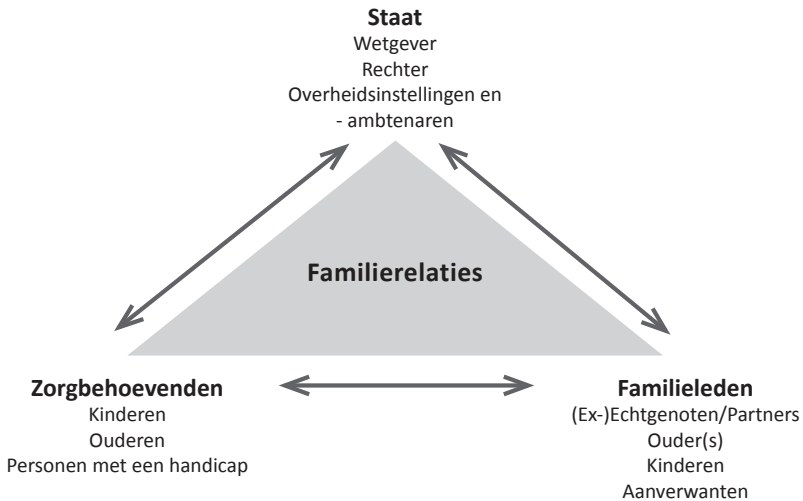 Staat
Wetgever
Rechter
Overheidsinstellingen en
- ambtenaren
Familierelaties
Zorgbehoevenden
Kinderen
Ouderen
Personen met een handicap
Familieleden
(Ex-)Echtgenoten/Partners
Ouder(s)
Kinderen
Aanverwanten